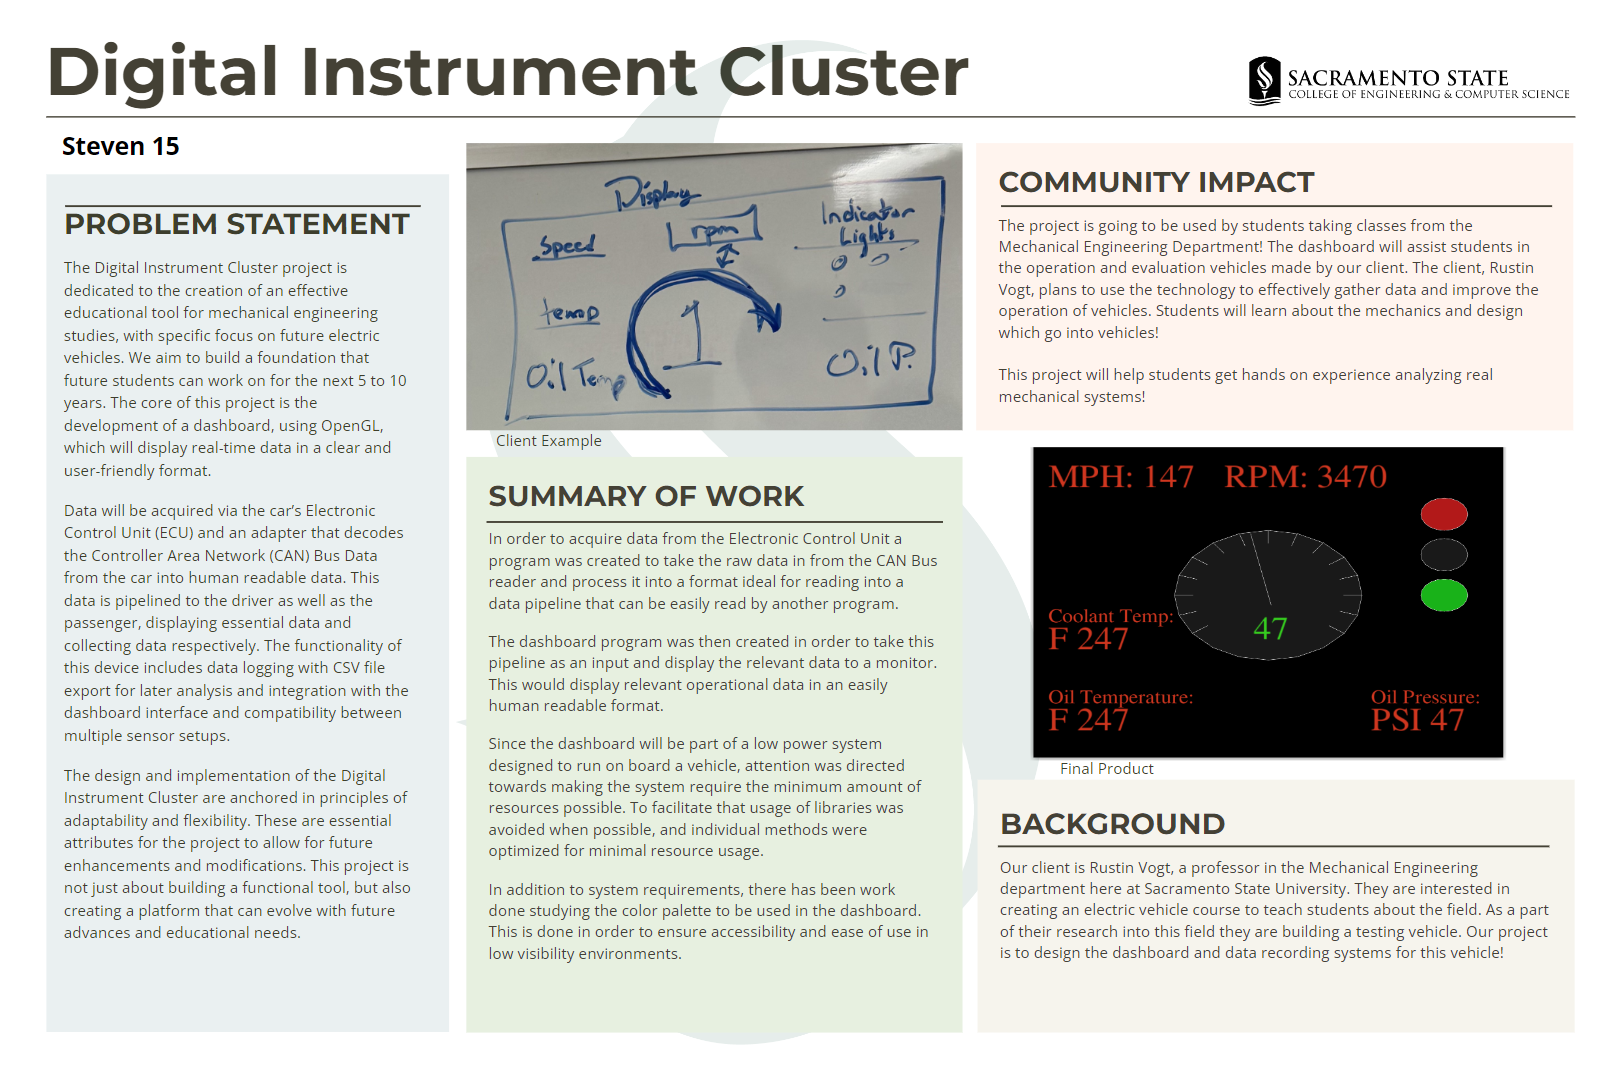 Digital Instrument Cluster
SACRAMENTO STATE
COLLEGE OF ENGINEERING & COMPUTER SCIENCE
Steven 15
PROBLEM STATEMENT
The Digital Instrument Cluster project is
dedicated to the creation of an effective
educational tool for mechanical engineering
studies, with specific focus on future electric
vehicles. We aim to build a foundation that
future students can work on for the next 5 to 10
years. The core of this project is the
development of a dashboard, using OpenGL,
which will display real-time data in a clear and
user-friendly format.
Data will be acquired via the car’s Electronic
Control Unit (ECU) and an adapter that decodes
the Controller Area Network (CAN) Bus Data
from the car into human readable data. This
data is pipelined to the driver as well as the
passenger, displaying essential data and
collecting data respectively. The functionality of
this device includes data logging with CSV file
export for later analysis and integration with the
dashboard interface and compatibility between
multiple sensor setups.
The design and implementation of the Digital
Instrument Cluster are anchored in principles of
adaptability and flexibility. These are essential
attributes for the project to allow for future
enhancements and modifications. This project is
not just about building a functional tool, but also
creating a platform that can evolve with future
advances and educational needs.
Display
Speed
rpm
Indicator
Lights
temp
1
Oil Temp
Oil P.
Client Example
SUMMARY OF WORK
In order to acquire data from the Electronic Control Unit a
program was created to take the raw data in from the CAN Bus
reader and process it into a format ideal for reading into a
data pipeline that can be easily read by another program.
The dashboard program was then created in order to take this
pipeline as an input and display the relevant data to a monitor.
This would display relevant operational data in an easily
human readable format.
Since the dashboard will be part of a low power system
designed to run on board a vehicle, attention was directed
towards making the system require the minimum amount of
resources possible. To facilitate that usage of libraries was
avoided when possible, and individual methods were
optimized for minimal resource usage.
In addition to system requirements, there has been work
done studying the color palette to be used in the dashboard.
This is done in order to ensure accessibility and ease of use in
low visibility environments.
COMMUNITY IMPACT
The project is going to be used by students taking classes from the
Mechanical Engineering Department! The dashboard will assist students in
the operation and evaluation vehicles made by our client. The client, Rustin
Vogt, plans to use the technology to effectively gather data and improve the
operation of vehicles. Students will learn about the mechanics and design
which go into vehicles!
This project will help students get hands on experience analyzing real
mechanical systems!
MPH: 147 RPM: 3470
Coolant Temp:
F 247
47
Oil Temperature:
F 247
Oil Pressure:
PSI 47
Final Product
BACKGROUND
Our client is Rustin Vogt, a professor in the Mechanical Engineering
department here at Sacramento State University. They are interested in
creating an electric vehicle course to teach students about the field. As a part
of their research into this field they are building a testing vehicle. Our project
is to design the dashboard and data recording systems for this vehicle!